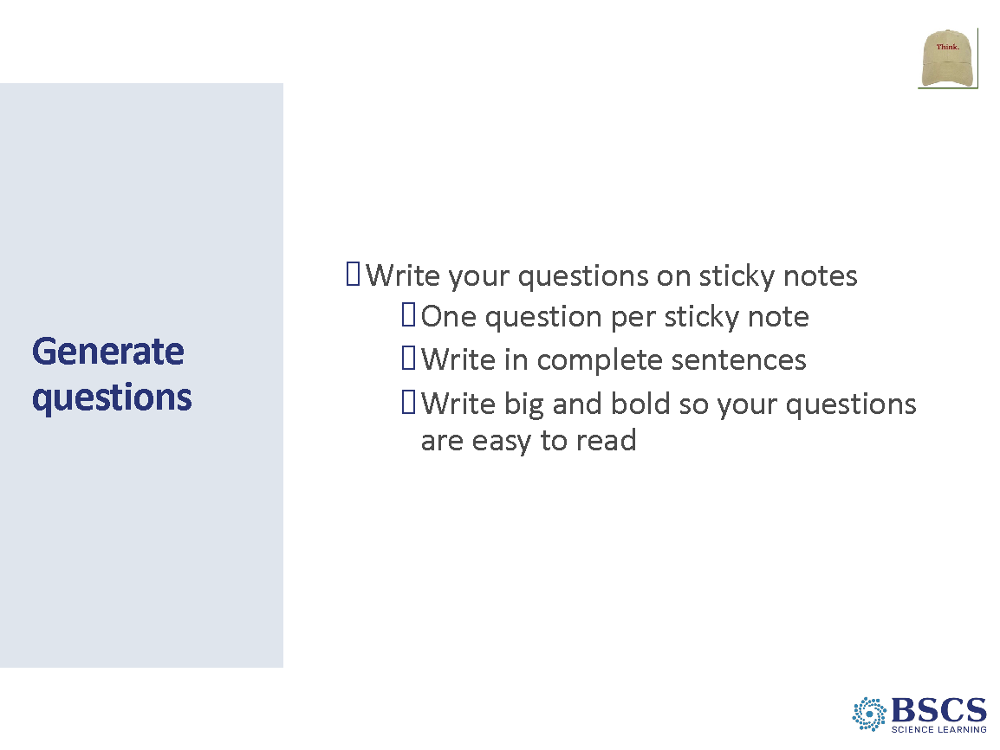 Think.
Generate
questions
Write your questions on sticky notes
One question per sticky note
Write in complete sentences
Write big and bold so your questions
are easy to read
BSCS
SCIENCE LEARNING